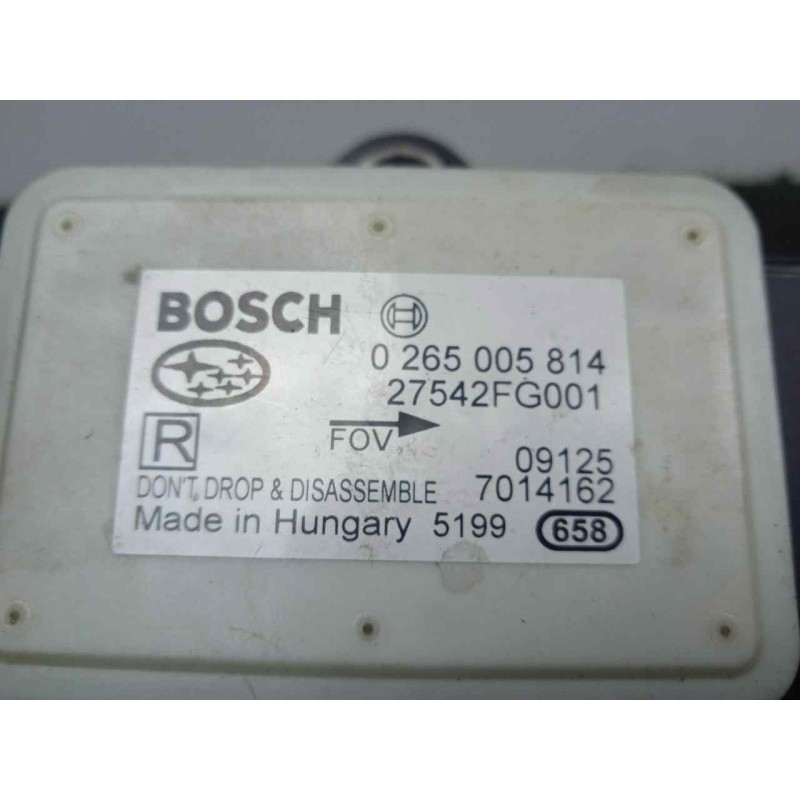 BOSCH
0 265 005 814
27542FG001
R
FOV
09125
DON'T DROP & DISASSEMBLE 7014162
Made in Hungary 5199 658